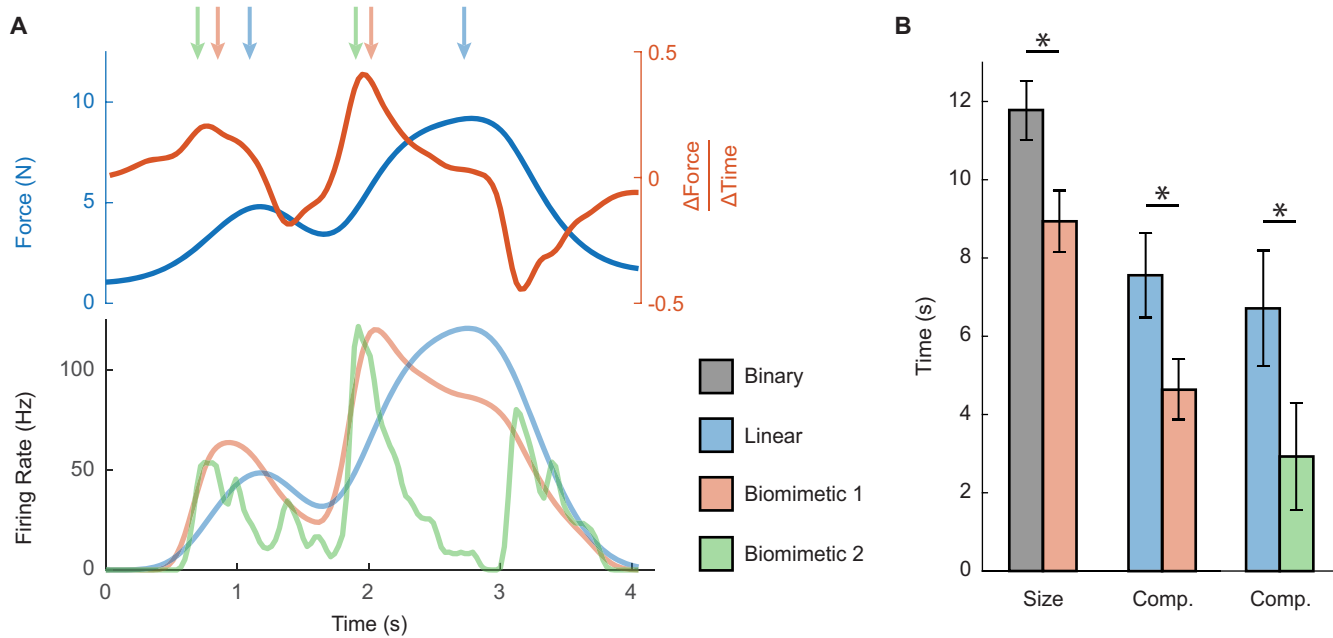 A
Force (N)
10
5
0
0.5
0
-0.5
ΔForce
ΔTime
Firing Rate (Hz)
100
50
0
0
1
2
3
4
Time (s)
Binary
Linear
Biomimetic 1
Biomimetic 2
B
Time (s)
12
10
8
6
4
2
0
*
*
*
Size
Comp.
Comp.